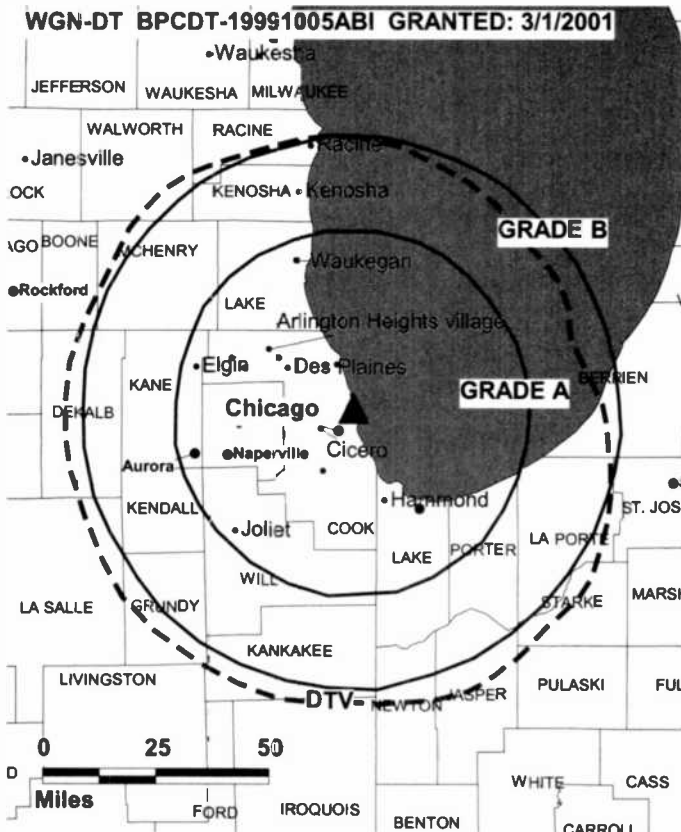 WGN-DT BPCDT-19991005ABI GRANTED: 3/1/2001
Waukesha
JEFFERSON
WAUKESHA
MILWAUKEE
WALWORTH
RACINE
Racine
Janesville
OCK
KENOSHA
Kenosha
GRADE B
AGO
BOONE
MCHENRY
Waukegan
Rockford
LAKE
Arlington Heights village
Elgin
Des Plaines
KANE
BERRIEN
GRADE A
DEKALB
Chicago
Cicero
Aurora
Naperville
Hammond
KENDALL
COOK
ST. JOS
Joliet
LAKE
PORTER
LA PORTE
WILL
LA SALLE
GRUNDY
STARKE
MARSH
KANKAKEE
LIVINGSTON
PULASKI
FUL
DTV
NEWTON
JASPER
0 25 50
D
WHITE
CASS
Miles
FORD
IROQUOIS
BENTON
CARROLL